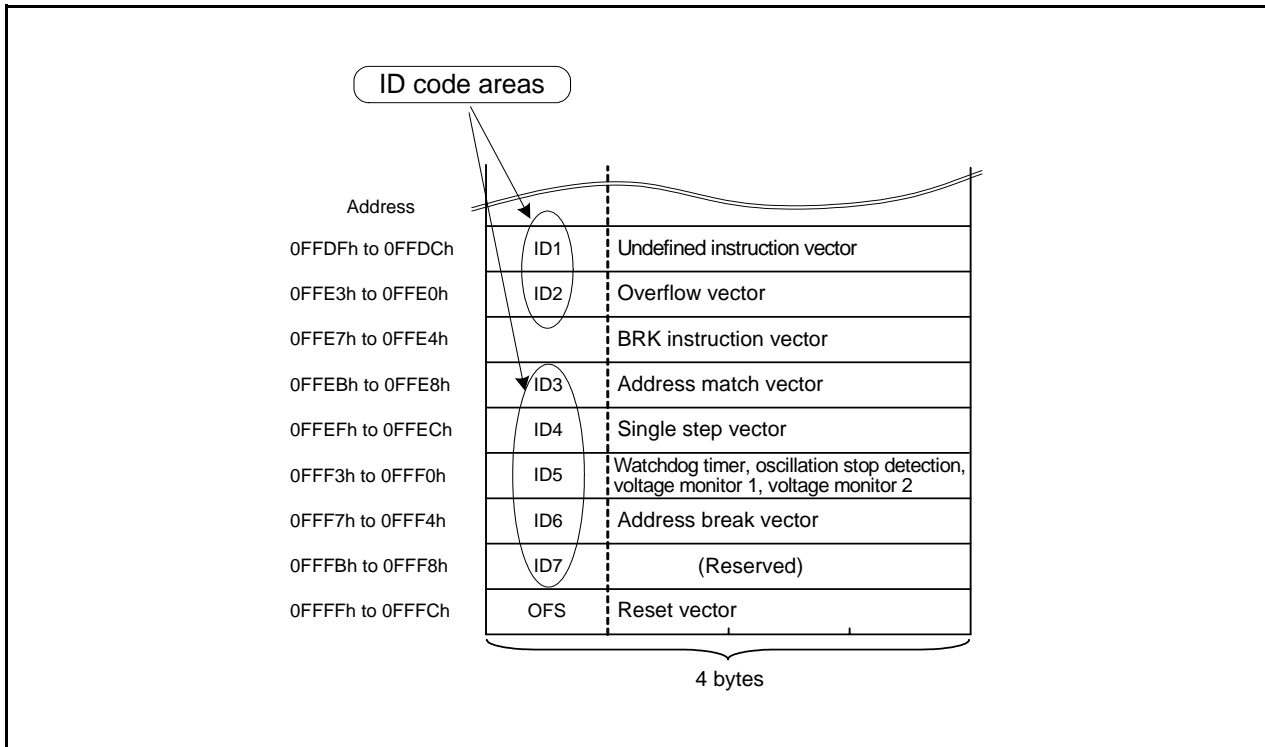 ID code areas
Address
0FFDFh to 0FFDCh ID1 Undefined instruction vector
0FFE3h to 0FFE0h ID2 Overflow vector
0FFE7h to 0FFE4h BRK instruction vector
0FFEBh to 0FFE8h ID3 Address match vector
0FFEFh to 0FFECh ID4 Single step vector
0FFF3h to 0FFF0h ID5 Watchdog timer, oscillation stop detection,
voltage monitor 1, voltage monitor 2
0FFF7h to 0FFF4h ID6 Address break vector
0FFFBh to 0FFF8h ID7 (Reserved)
0FFFFh to 0FFFCh OFS Reset vector
4 bytes